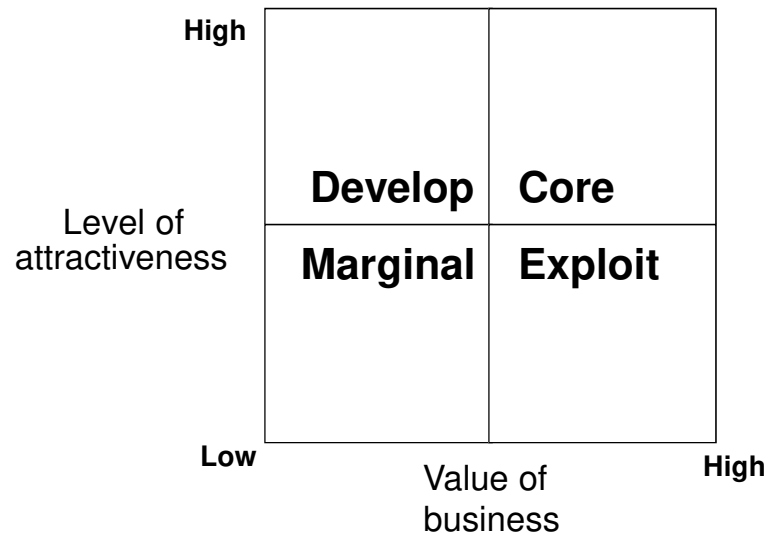 High
Develop Core
Level of
attractiveness
Marginal Exploit
Low
High
Value of
business